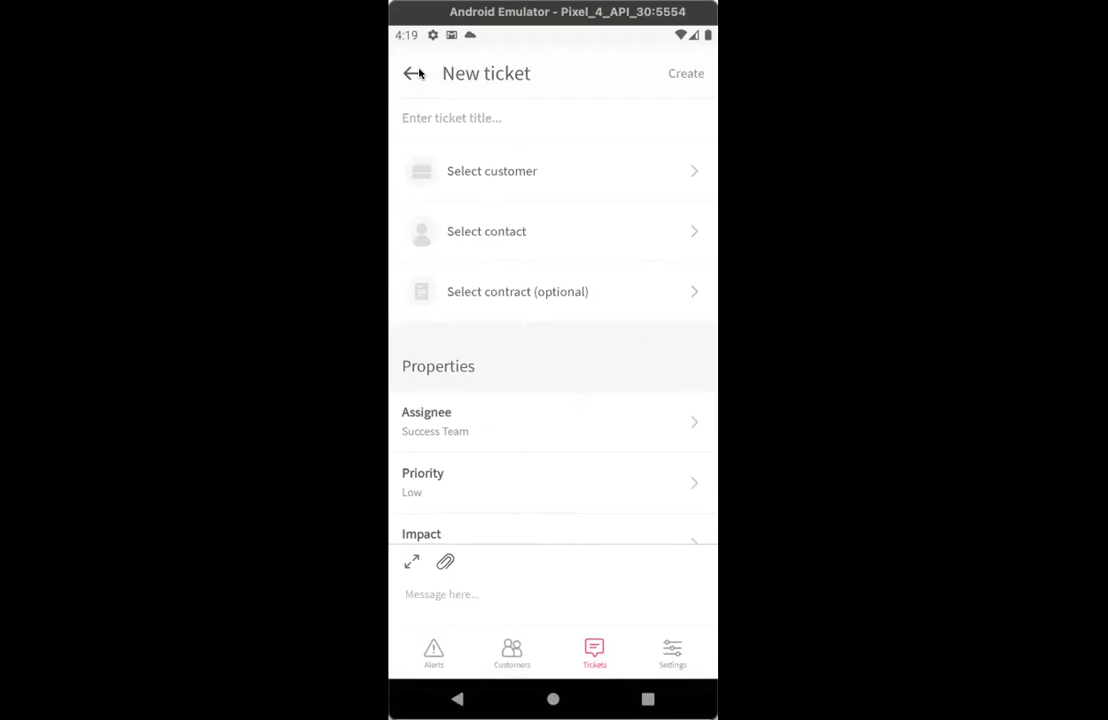 Android Emulator - Pixel_4_API_30:5554
4:19
New ticket
Create
Enter ticket title...
Select customer
Select contact
Select contract (optional)
Properties
Assignee
Success Team
Priority
Low
Impact
Message here...
Alerts
Customers
Tickets
Settings